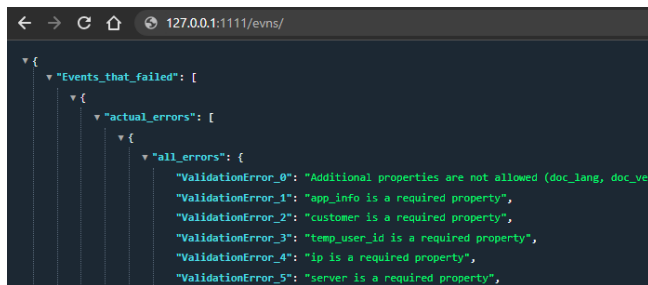 127.0.0.1:1111/evns/
{
"Events_that_failed": [
{
"actual_errors": [
{
"all_errors": {
"ValidationError_0": "Additional properties are not allowed (doc_lang, doc_ve
"ValidationError_1": "app_info is a required property",
"ValidationError_2": "customer is a required property",
"ValidationError_3": "temp_user_id is a required property",
"ValidationError_4": "ip is a required property",
"ValidationError_5": "server is a required property",